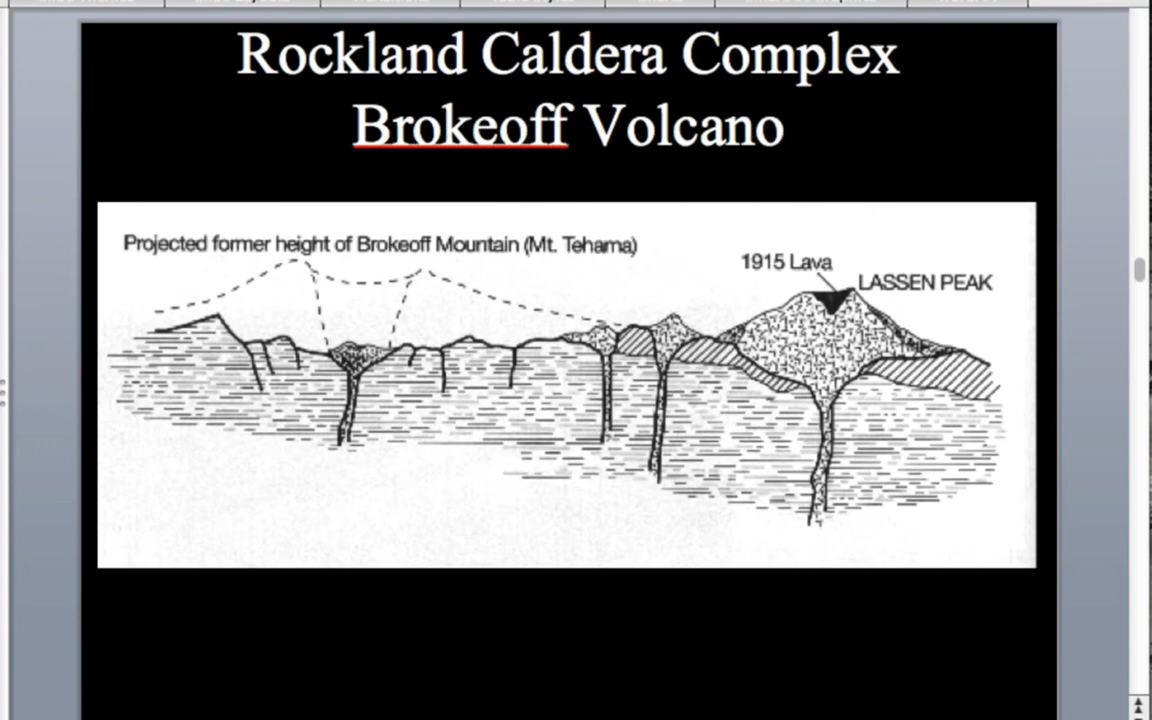 Rockland Caldera Complex
Brokeoff Volcano
Projected former height of Brokeoff Mountain (Mt. Tehama)
1915 Lava
LASSEN PEAK